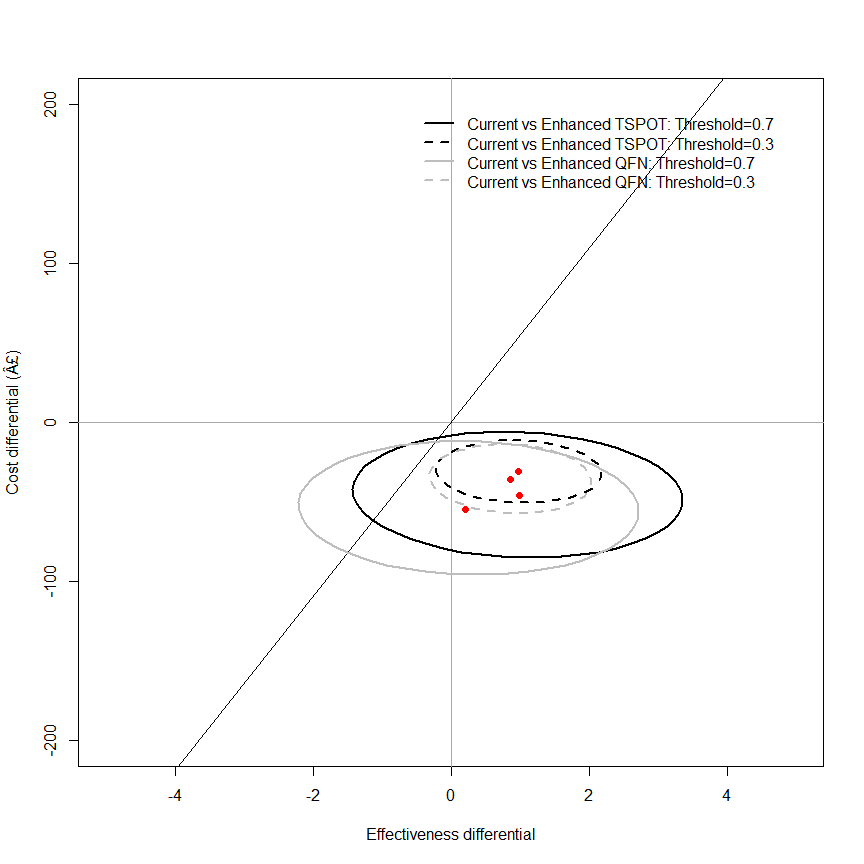 Current vs Enhanced TSPOT: Threshold=0.7
Current vs Enhanced TSPOT: Threshold=0.3
Current vs Enhanced QFN: Threshold=0.7
Current vs Enhanced QFN: Threshold=0.3
200
100
0
-100
-200
Cost differential (Â£)
-4
-2
0
2
4
Effectiveness differential